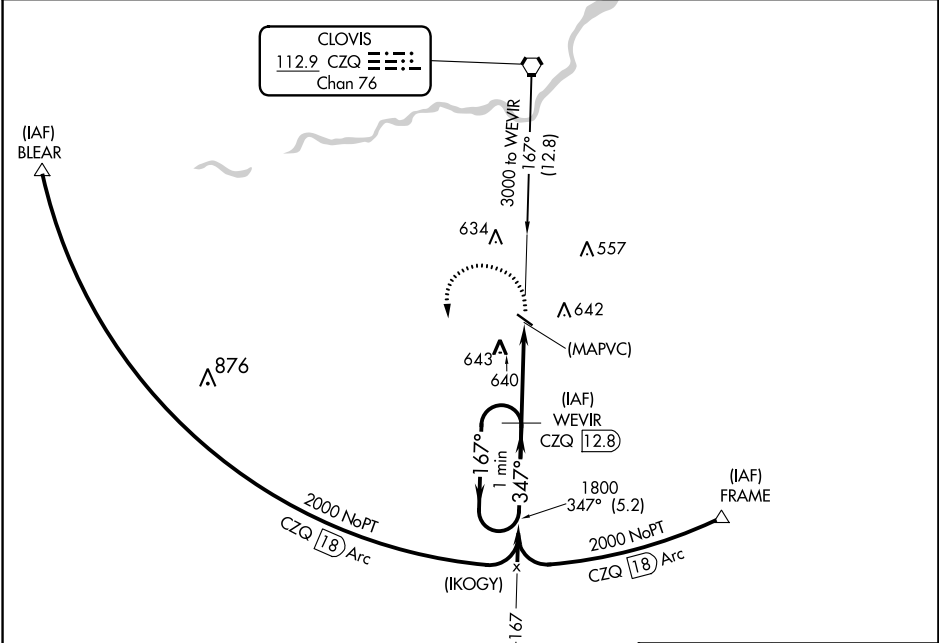 CLOVIS
112.9 CZQ
Chan 76
(IAF)
BLEAR
3000 to WEVIR
167°
(12.8)
634
557
642
(MAPVC)
643
640
876
(IAF)
WEVIR
CZQ 12.8
167°
1 min
347°
1800
347° (5.2)
(IAF)
FRAME
2000 NoPT
CZQ 18 Arc
2000 NoPT
CZQ 18 Arc
(IKOGY)
x
167